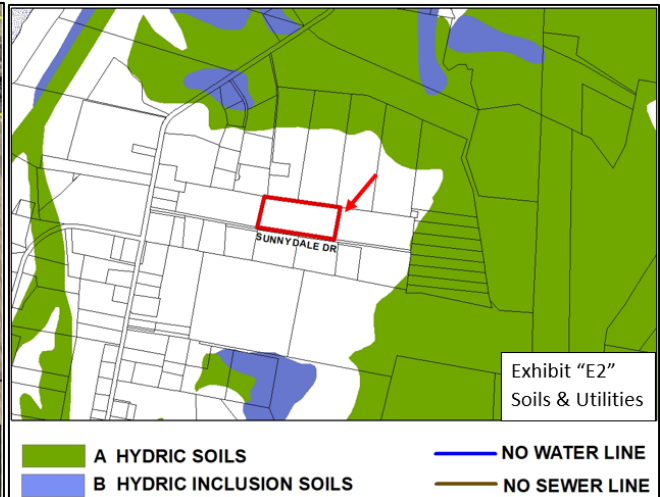 SUNNYDALE DR
Exhibit “E2”
Soils & Utilities
A HYDRIC SOILS
NO WATER LINE
B HYDRIC INCLUSION SOILS
NO SEWER LINE